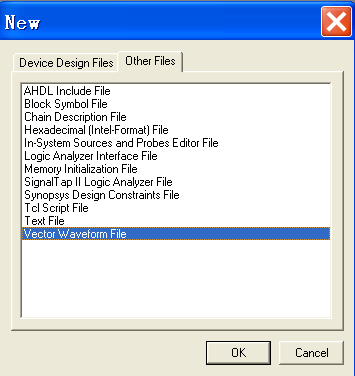 New
Device Design Files
Other Files
AHDL Include File
Block Symbol File
Chain Description File
Hexadecimal (Intel-Format) File
In-System Sources and Probes Editor File
Logic Analyzer Interface File
Memory Initialization File
SignalTap II Logic Analyzer File
Synopsys Design Constraints File
Tcl Script File
Text File
Vector Waveform File
OK
Cancel